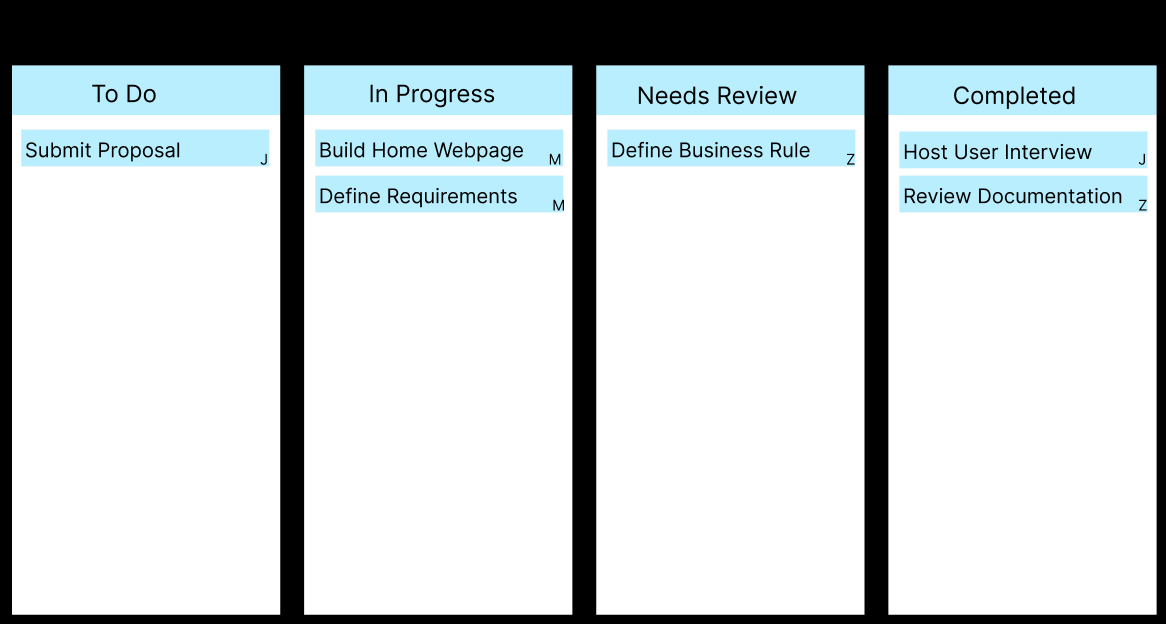 To Do
Submit Proposal J
In Progress
Build Home Webpage M
Define Requirements M
Needs Review
Define Business Rule Z
Completed
Host User Interview J
Review Documentation Z